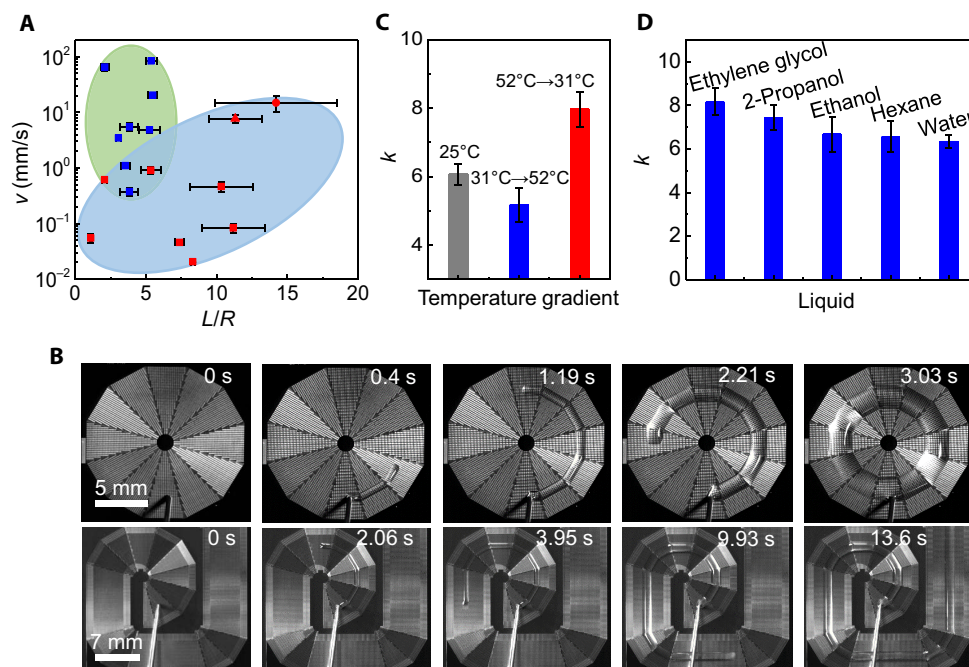 A
v (mm/s)
10²
10¹
10⁰
10⁻¹
10⁻²
0
5
10
15
20
L/R
C
k
10
8
6
4
25°C
31°C→52°C
52°C→31°C
Temperature gradient
D
k
10
8
6
4
2
0
Ethylene glycol
2-Propanol
Ethanol
Hexane
Water
Liquid
B
0 s
0.4 s
1.19 s
2.21 s
3.03 s
5 mm
0 s
2.06 s
3.95 s
9.93 s
13.6 s
7 mm